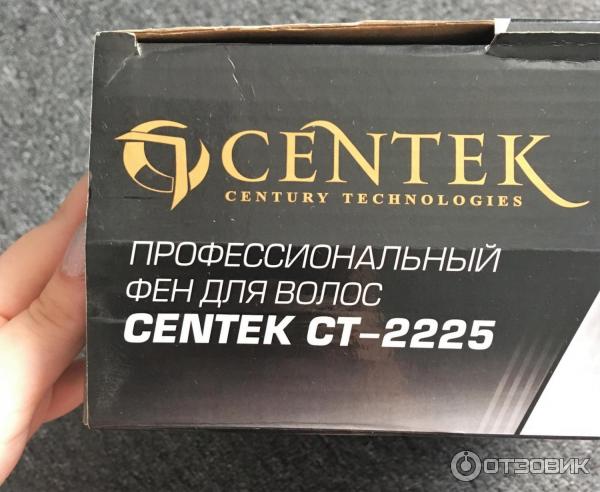 CENTEK
CENTURY TECHNOLOGIES
ПРОФЕССИОНАЛЬНЫЙ
ФЕН ДЛЯ ВОЛОС
CENTEK CT-2225
ОТЗОВИК